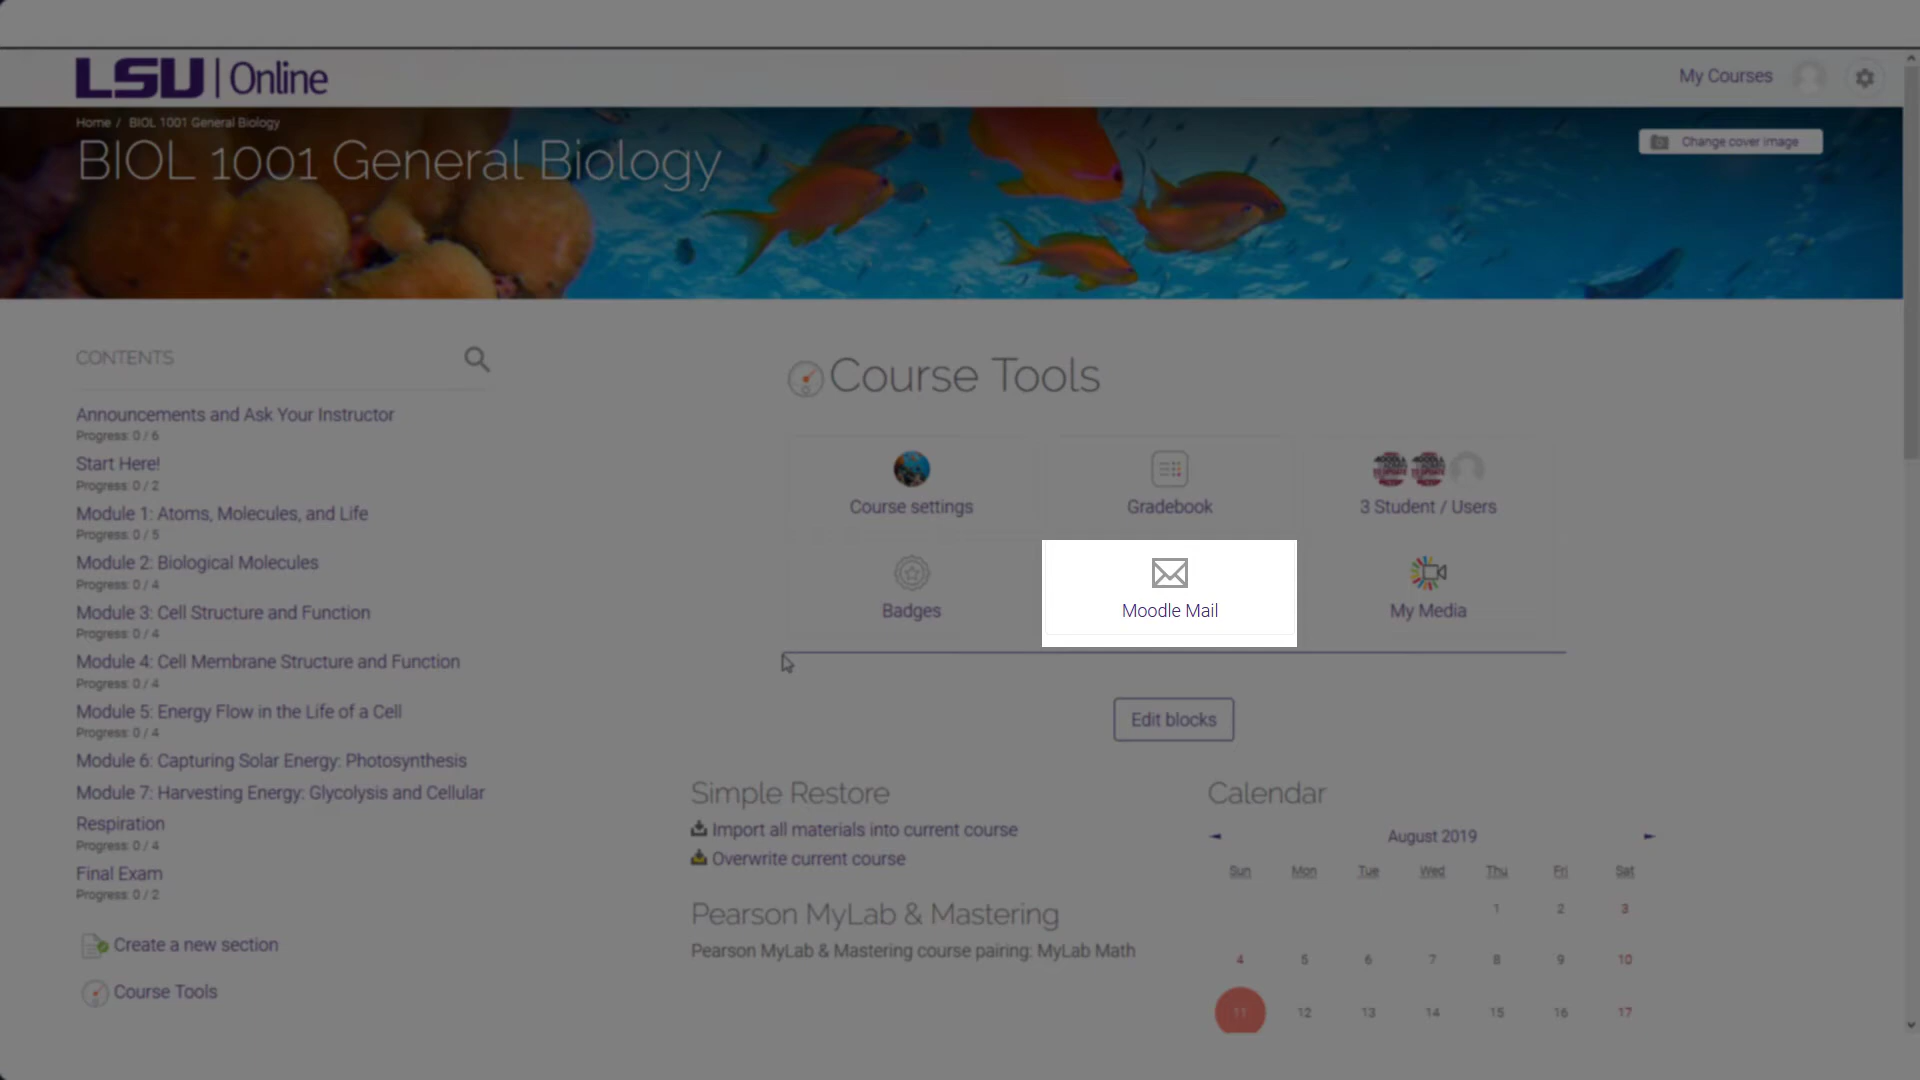 LSU | Online
My Courses
Home / BIOL 1001 General Biology
BIOL 1001 General Biology
Change cover image
CONTENTS
Announcements and Ask Your Instructor
Progress: 0 / 6
Start Here!
Progress: 0 / 2
Module 1: Atoms, Molecules, and Life
Progress: 0 / 5
Module 2: Biological Molecules
Progress: 0 / 4
Module 3: Cell Structure and Function
Progress: 0 / 4
Module 4: Cell Membrane Structure and Function
Progress: 0 / 4
Module 5: Energy Flow in the Life of a Cell
Progress: 0 / 4
Module 6: Capturing Solar Energy: Photosynthesis
Module 7: Harvesting Energy: Glycolysis and Cellular
Respiration
Progress: 0 / 4
Final Exam
Progress: 0 / 2
Create a new section
Course Tools
Course Tools
Course settings
Gradebook
3 Student / Users
Badges
Moodle Mail
My Media
Edit blocks
Simple Restore
Import all materials into current course
Overwrite current course
Pearson MyLab & Mastering
Pearson MyLab & Mastering course pairing: MyLab Math
Calendar
August 2019
Sun Mon Tue Wed Thu Fri Sat
1 2 3
4 5 6 7 8 9 10
11 12 13 14 15 16 17